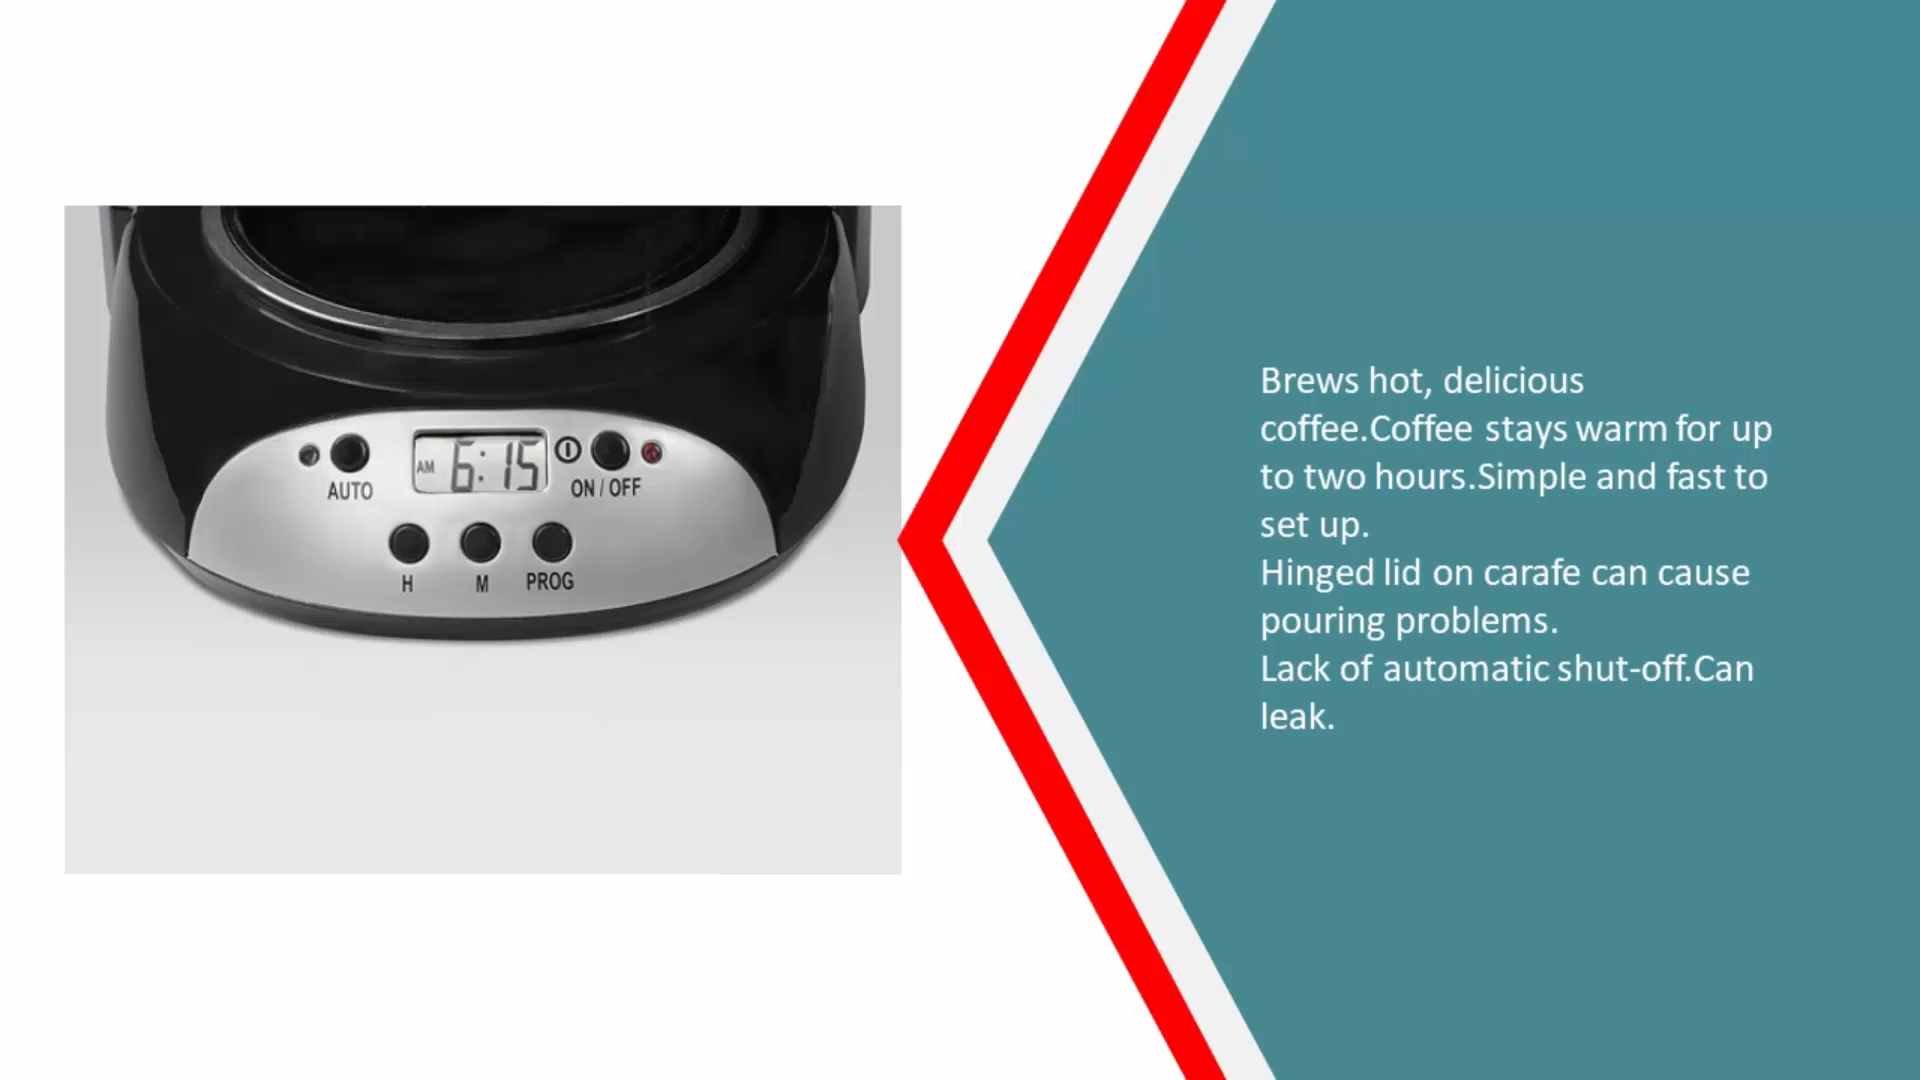 AM 6:15
AUTO
ON / OFF
H M PROG
Brews hot, delicious
coffee.Coffee stays warm for up
to two hours.Simple and fast to
set up.
Hinged lid on carafe can cause
pouring problems.
Lack of automatic shut-off.Can
leak.